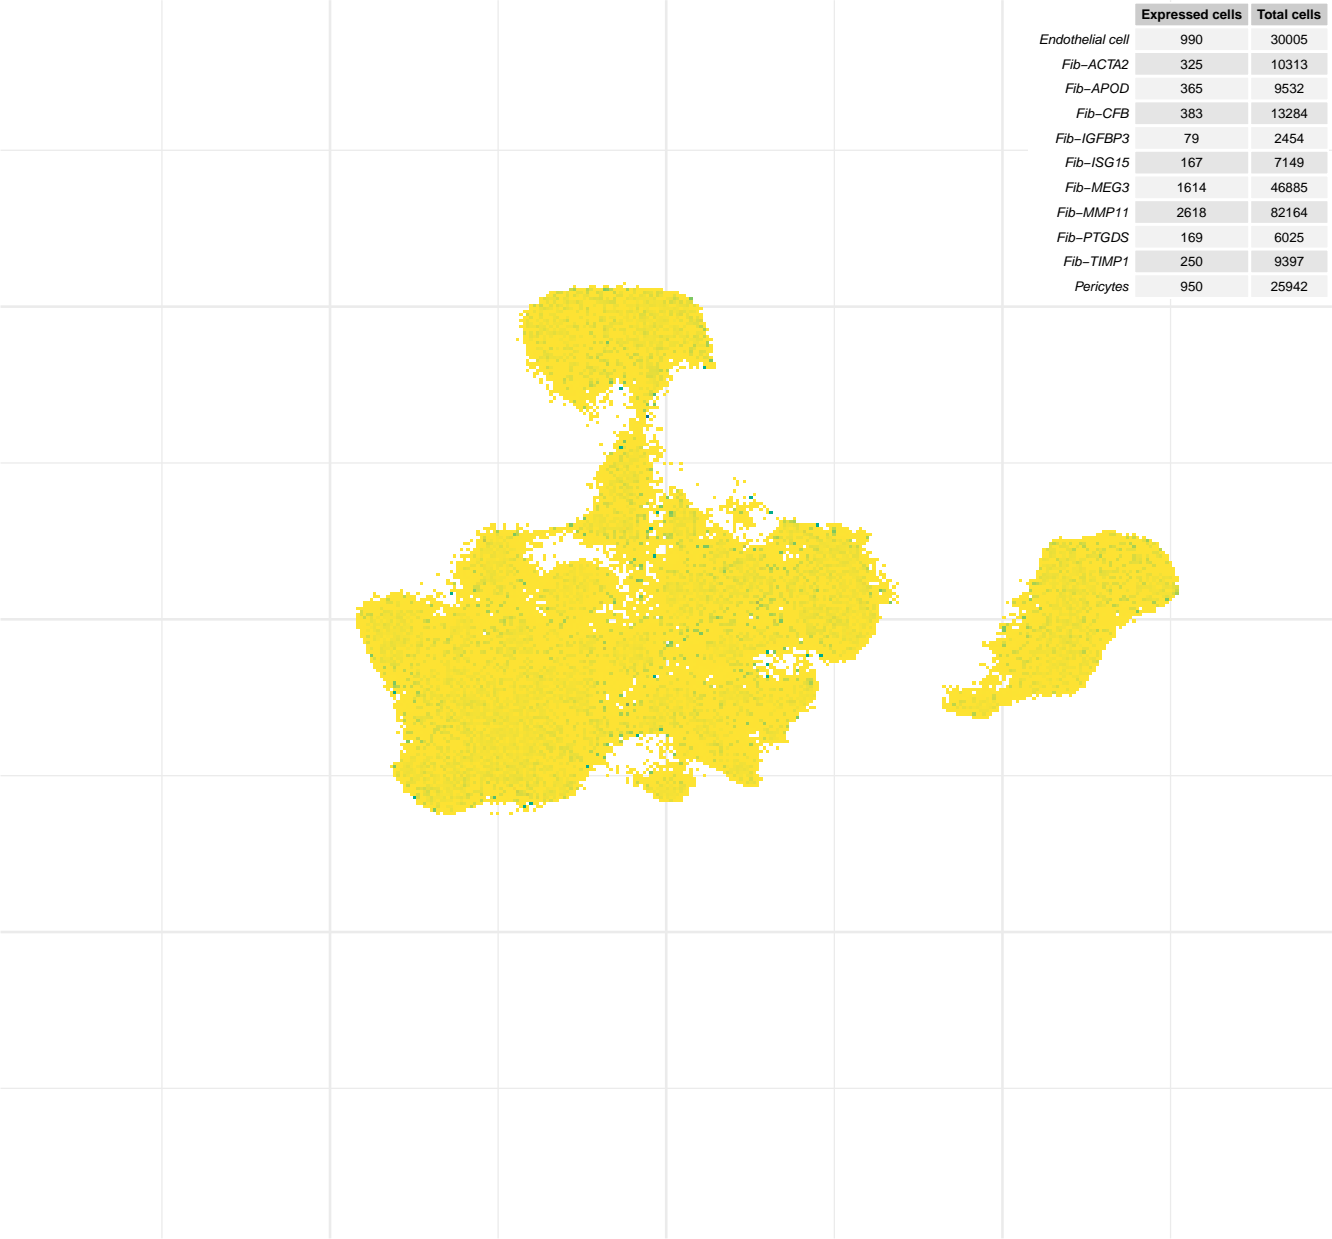 Expressed cells Total cells
Endothelial cell 990 30005
Fib−ACTA2 325 10313
Fib−APOD 365 9532
Fib−CFB 383 13284
Fib−IGFBP3 79 2454
Fib−ISG15 167 7149
Fib−MEG3 1614 46885
Fib−MMP11 2618 82164
Fib−PTGDS 169 6025
Fib−TIMP1 250 9397
Pericytes 950 25942